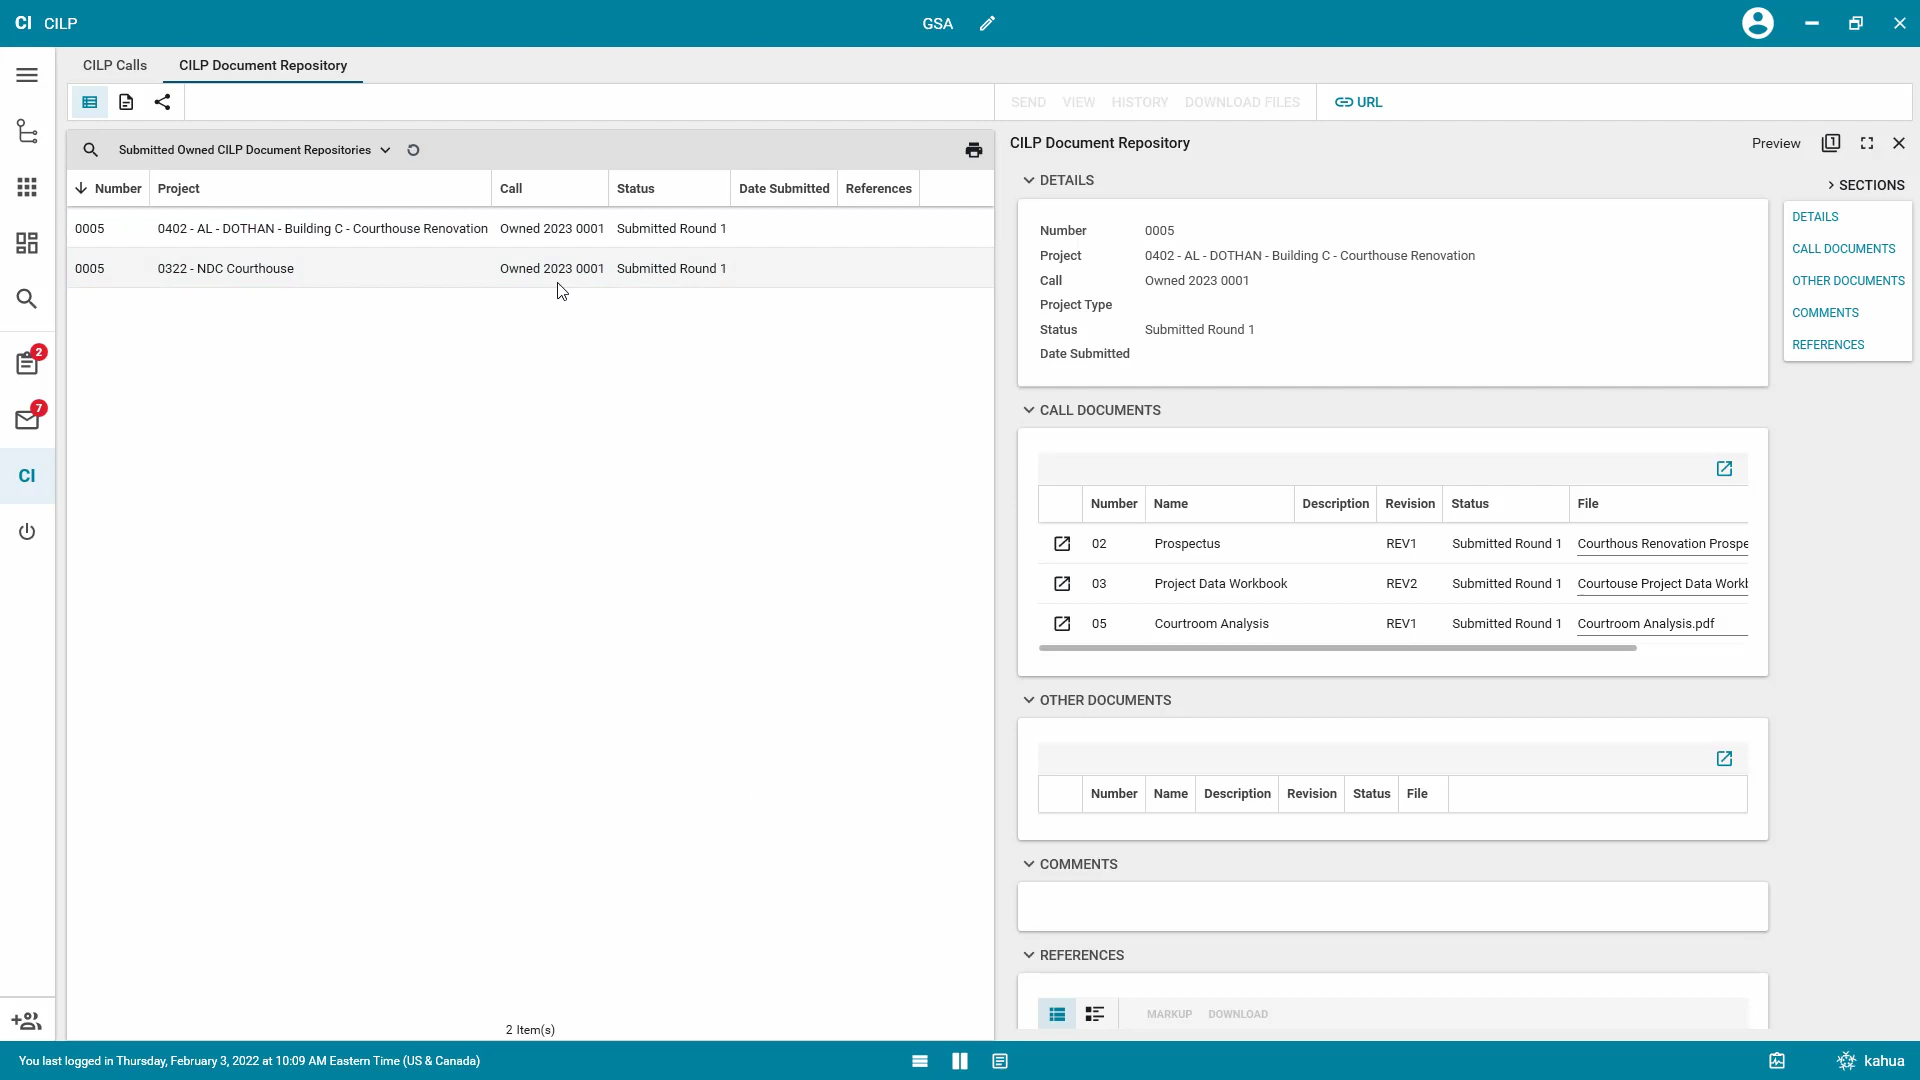 CI CILP
GSA
CILP Calls CILP Document Repository
SEND VIEW HISTORY DOWNLOAD FILES URL
Submitted Owned CILP Document Repositories
Number Project Call Status Date Submitted References
0005 0402 - AL - DOTHAN - Building C - Courthouse Renovation Owned 2023 0001 Submitted Round 1
0005 0322 - NDC Courthouse Owned 2023 0001 Submitted Round 1
2 Item(s)
2
7
CI
CILP Document Repository
Preview 1
DETAILS
Number 0005
Project 0402 - AL - DOTHAN - Building C - Courthouse Renovation
Call Owned 2023 0001
Project Type
Status Submitted Round 1
Date Submitted
CALL DOCUMENTS
Number Name Description Revision Status File
02 Prospectus REV1 Submitted Round 1 Courthous Renovation Prospe
03 Project Data Workbook REV2 Submitted Round 1 Courtouse Project Data Workb
05 Courtroom Analysis REV1 Submitted Round 1 Courtroom Analysis.pdf
OTHER DOCUMENTS
Number Name Description Revision Status File
COMMENTS
REFERENCES
MARKUP DOWNLOAD
SECTIONS
DETAILS
CALL DOCUMENTS
OTHER DOCUMENTS
COMMENTS
REFERENCES
You last logged in Thursday, February 3, 2022 at 10:09 AM Eastern Time (US & Canada)
kahua